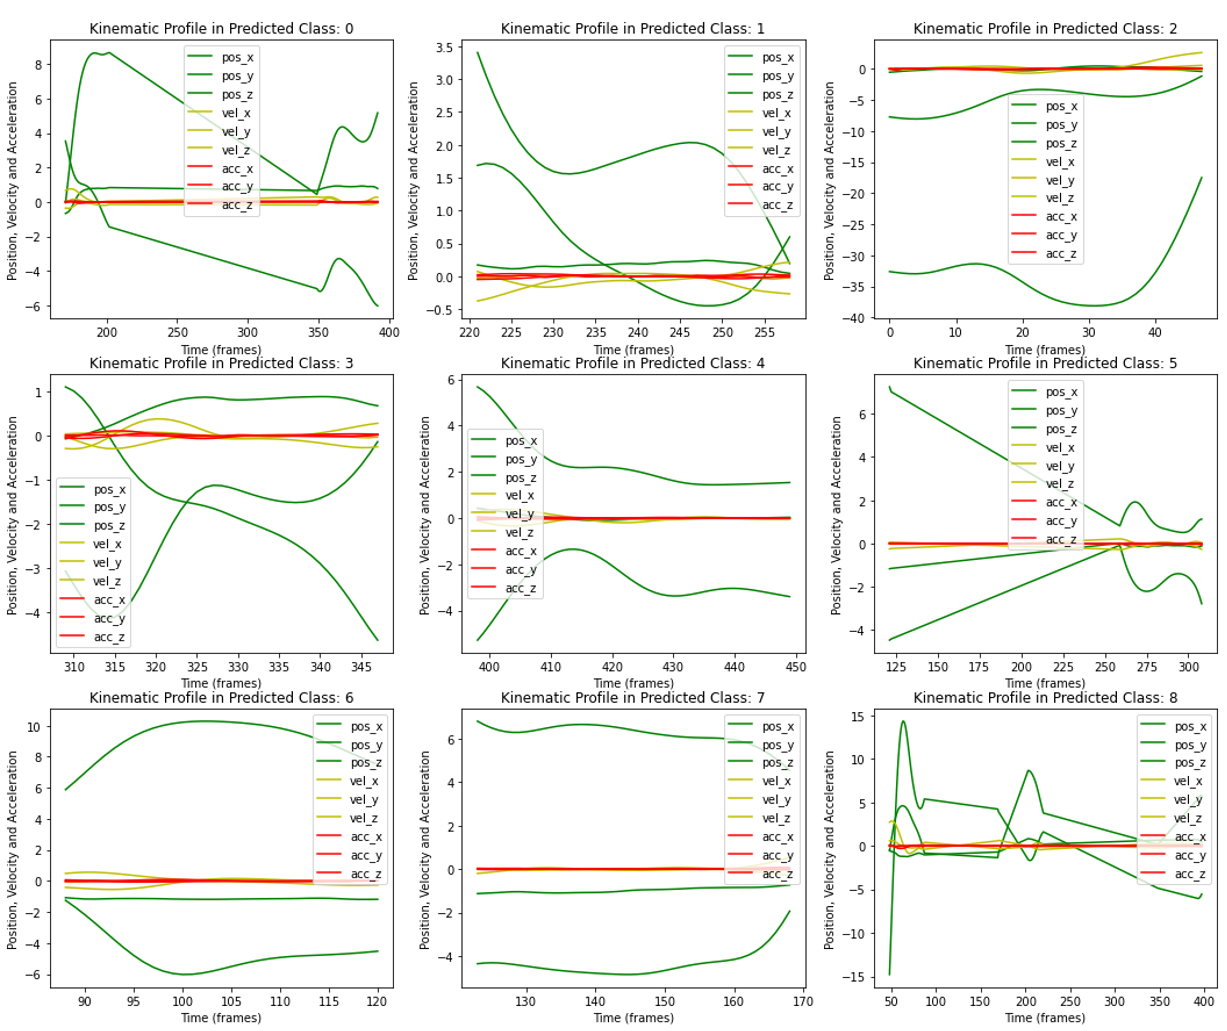 Kinematic Profile in Predicted Class: 0
Position, Velocity and Acceleration
8
6
4
2
0
−2
−4
−6
200
250
300
350
400
Time (frames)
pos_x
pos_y
pos_z
vel_x
vel_y
vel_z
acc_x
acc_y
acc_z
Kinematic Profile in Predicted Class: 1
Position, Velocity and Acceleration
3.5
3.0
2.5
2.0
1.5
1.0
0.5
0.0
−0.5
220
225
230
235
240
245
250
255
Time (frames)
pos_x
pos_y
pos_z
vel_x
vel_y
vel_z
acc_x
acc_y
acc_z
Kinematic Profile in Predicted Class: 2
Position, Velocity and Acceleration
0
−5
−10
−15
−20
−25
−30
−35
−40
0
10
20
30
40
Time (frames)
pos_x
pos_y
pos_z
vel_x
vel_y
vel_z
acc_x
acc_y
acc_z
Kinematic Profile in Predicted Class: 3
Position, Velocity and Acceleration
1
0
−1
−2
−3
−4
310
315
320
325
330
335
340
345
Time (frames)
pos_x
pos_y
pos_z
vel_x
vel_y
vel_z
acc_x
acc_y
acc_z
Kinematic Profile in Predicted Class: 4
Position, Velocity and Acceleration
6
4
2
0
−2
−4
400
410
420
430
440
450
Time (frames)
pos_x
pos_y
pos_z
vel_x
vel_y
vel_z
acc_x
acc_y
acc_z
Kinematic Profile in Predicted Class: 5
Position, Velocity and Acceleration
6
4
2
0
−2
−4
125
150
175
200
225
250
275
300
Time (frames)
pos_x
pos_y
pos_z
vel_x
vel_y
vel_z
acc_x
acc_y
acc_z
Kinematic Profile in Predicted Class: 6
Position, Velocity and Acceleration
10
8
6
4
2
0
−2
−4
−6
90
95
100
105
110
115
120
Time (frames)
pos_x
pos_y
pos_z
vel_x
vel_y
vel_z
acc_x
acc_y
acc_z
Kinematic Profile in Predicted Class: 7
Position, Velocity and Acceleration
6
4
2
0
−2
−4
130
140
150
160
170
Time (frames)
pos_x
pos_y
pos_z
vel_x
vel_y
vel_z
acc_x
acc_y
acc_z
Kinematic Profile in Predicted Class: 8
Position, Velocity and Acceleration
15
10
5
0
−5
−10
−15
50
100
150
200
250
300
350
400
Time (frames)
pos_x
pos_y
pos_z
vel_x
vel_y
vel_z
acc_x
acc_y
acc_z